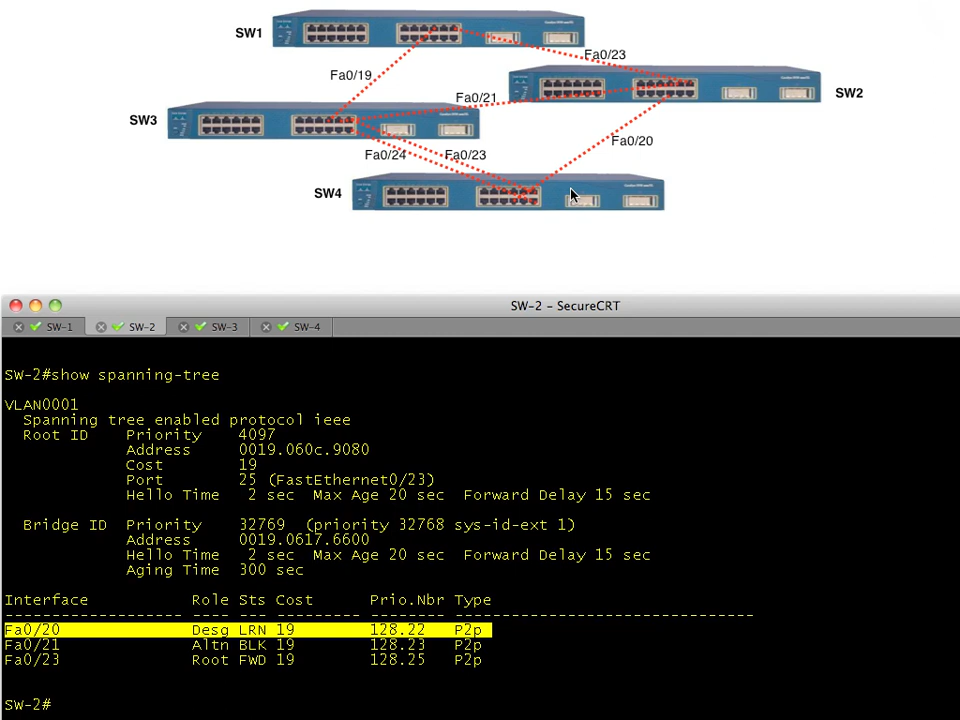 SW1
Fa0/23
Fa0/19
SW2
Fa0/21
SW3
Fa0/20
Fa0/24
Fa0/23
SW4
SW-2 – SecureCRT
SW-1
SW-2
SW-3
SW-4
SW-2#show spanning-tree
VLAN0001
Spanning tree enabled protocol ieee
Root ID Priority 4097
Address 0019.060c.9080
Cost 19
Port 25 (FastEthernet0/23)
Hello Time 2 sec Max Age 20 sec Forward Delay 15 sec
Bridge ID Priority 32769 (priority 32768 sys-id-ext 1)
Address 0019.0617.6600
Hello Time 2 sec Max Age 20 sec Forward Delay 15 sec
Aging Time 300 sec
Interface Role Sts Cost Prio.Nbr Type
------------------- ---- --- --------- -------- --------------------------------
Fa0/20 Desg LRN 19 128.22 P2p
Fa0/21 Altn BLK 19 128.23 P2p
Fa0/23 Root FWD 19 128.25 P2p
SW-2#